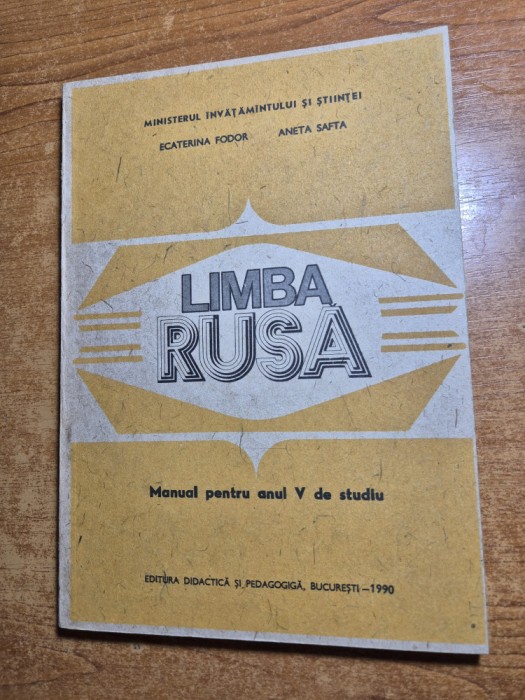 MINISTERUL ÎNVĂȚĂMÎNTULUI ȘI ȘTIINȚEI
ECATERINA FODOR ANETA SAFTA
LIMBA
RUSĂ
Manual pentru anul V de studiu
EDITURA DIDACTICĂ ȘI PEDAGOGICĂ, BUCUREȘTI — 1990